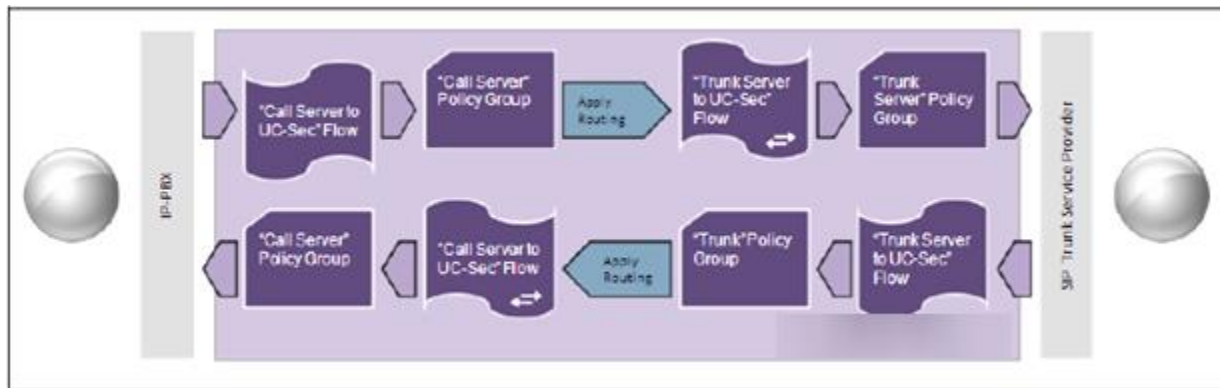 IP-PBX
"Call Server to
UC-Sec" Flow
"Call Server"
Policy Group
Apply
Routing
"Trunk Server
to UC-Sec"
Flow
"Trunk
Server" Policy
Group
SIP Trunk Service Provider
"Call Server"
Policy Group
"Call Server to
UC-Sec" Flow
Apply
Routing
"Trunk" Policy
Group
"Trunk Server
to UC-Sec"
Flow